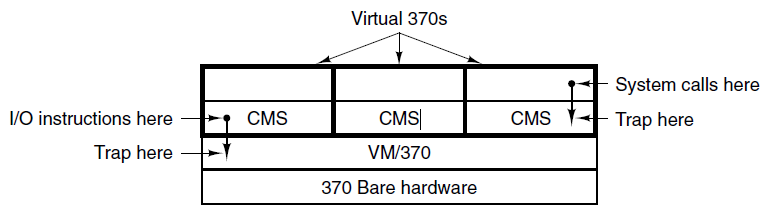 Virtual 370s
System calls here
I/O instructions here
CMS
CMS
CMS
Trap here
Trap here
VM/370
370 Bare hardware